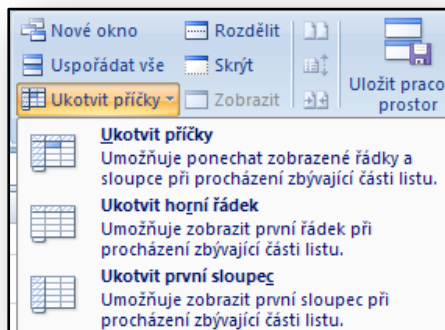 Nové okno
Rozdělit
Uspořádat vše
Skrýt
Ukotvit příčky
Zobrazit
Uložit praco
prostor
Ukotvit příčky
Umožňuje ponechat zobrazené řádky a
sloupce při procházení zbývající části listu.
Ukotvit horní řádek
Umožňuje zobrazit první řádek při
procházení zbývající části listu.
Ukotvit první sloupec
Umožňuje zobrazit první sloupec při
procházení zbývající části listu.